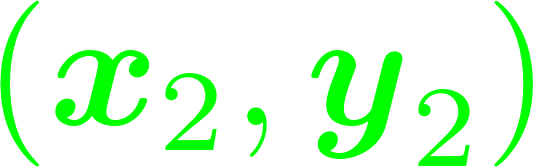 (x₂, y₂)